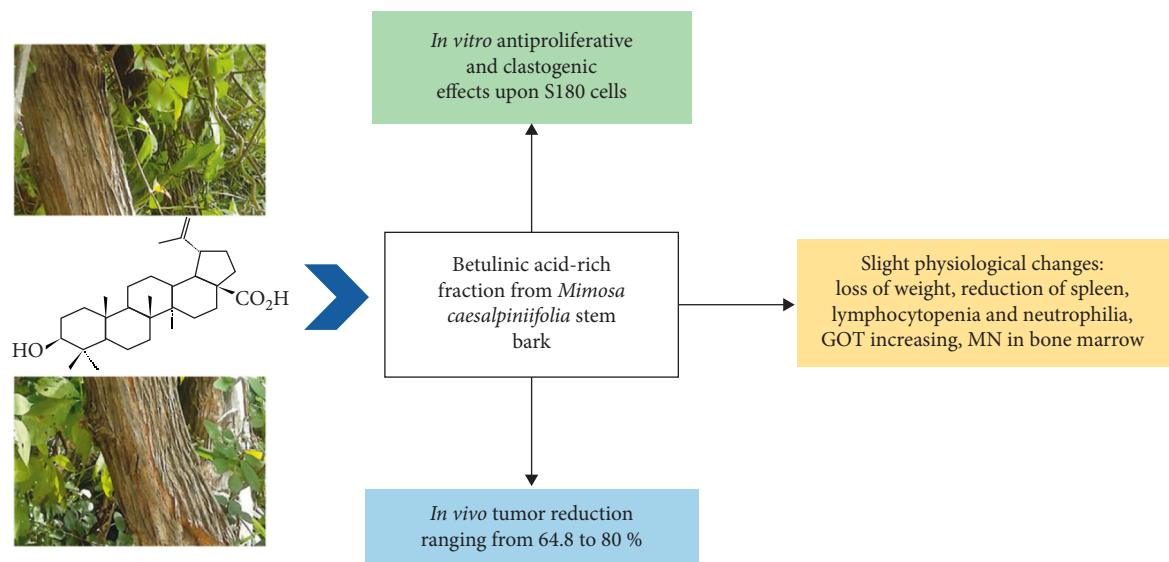 In vitro antiproliferative
and clastogenic
effects upon S180 cells
CO₂H
HO
Betulinic acid-rich
fraction from Mimosa
caesalpiniifolia stem
bark
Slight physiological changes:
loss of weight, reduction of spleen,
lymphocytopenia and neutrophilia,
GOT increasing, MN in bone marrow
In vivo tumor reduction
ranging from 64.8 to 80 %